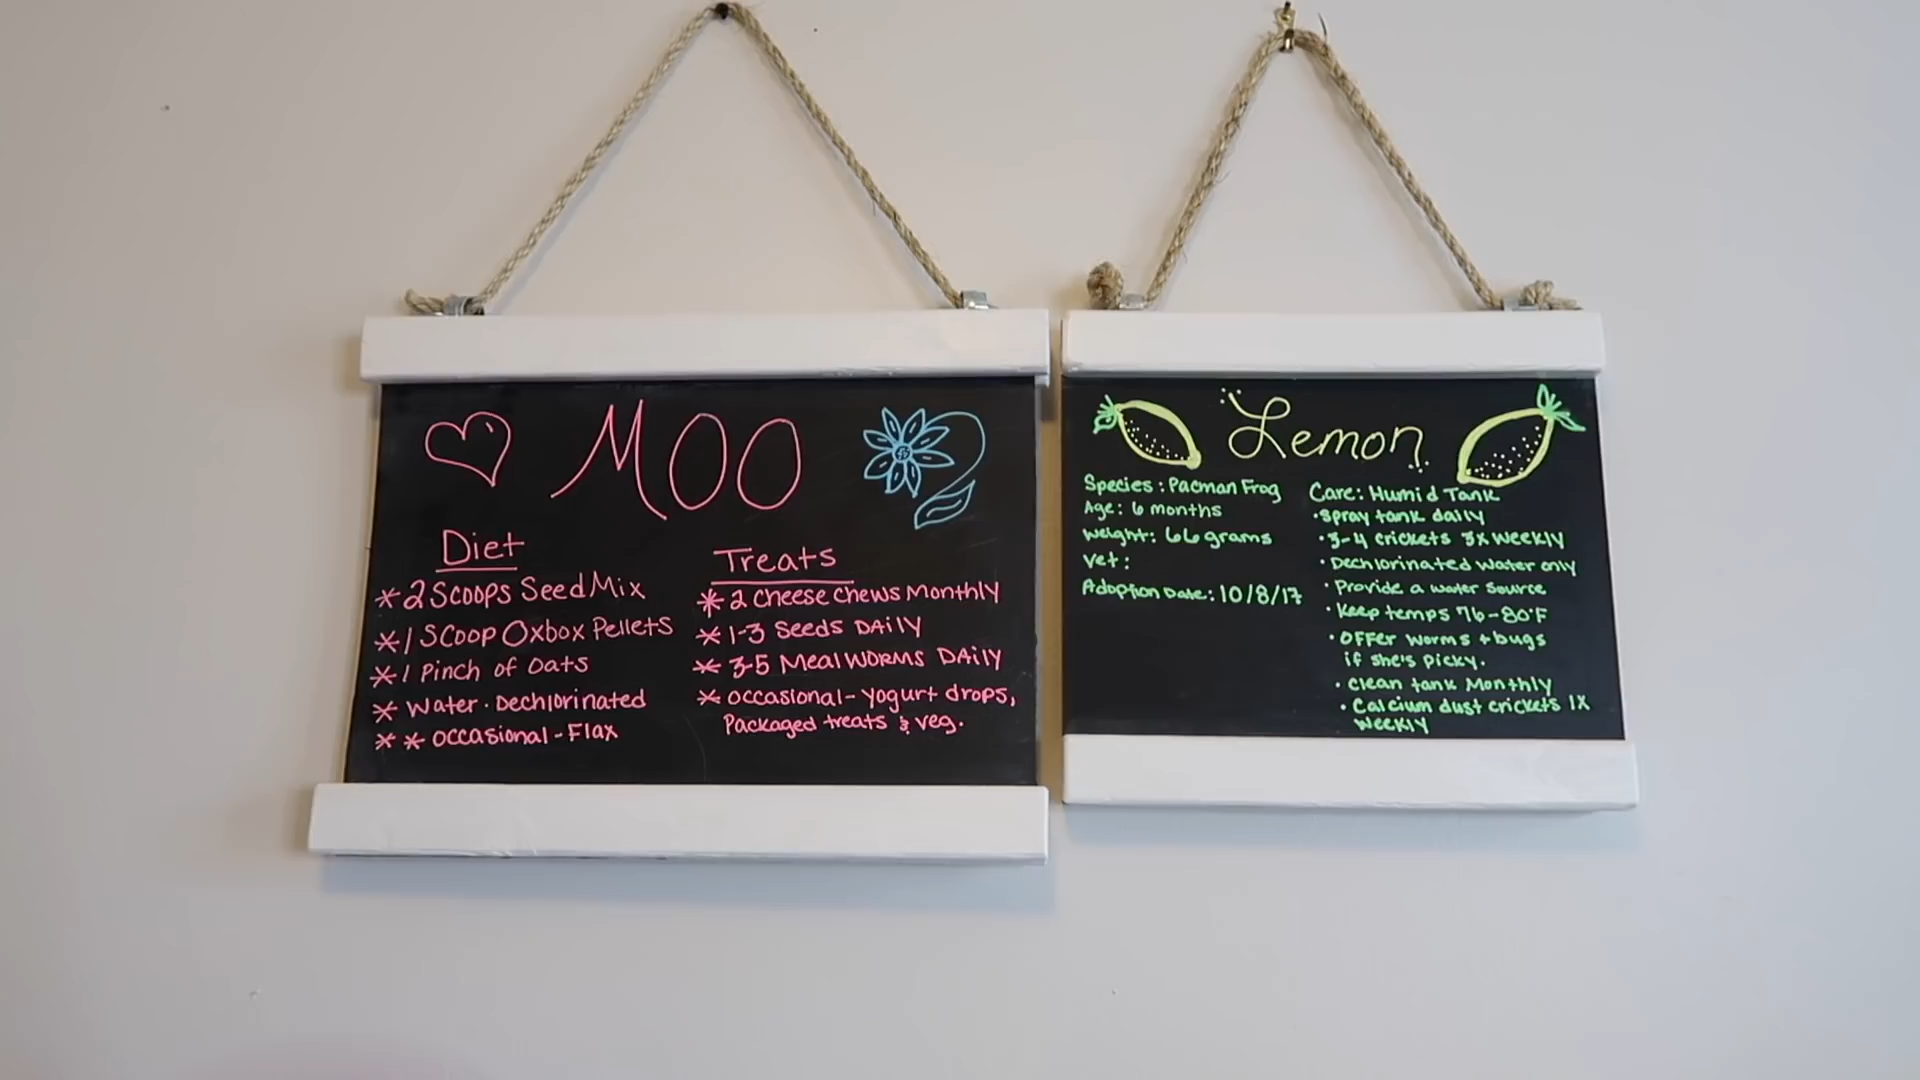 MOO
Diet
* 2 Scoops Seed Mix
* 1 Scoop Oxbox Pellets
* 1 Pinch of Oats
* Water - Dechlorinated
* * occasional - Flax
Treats
* 2 Cheese Chews Monthly
* 1-3 Seeds DAily
* 3-5 MealWORMS DAily
* occasional - yogurt drops,
Packaged treats & veg.
Lemon
Species: Pacman Frog
Age: 6 months
Weight: 66 grams
Vet:
Adoption Date: 10/8/17
Care: Humid Tank
• Spray tank daily
• 3-4 crickets 3x weekly
• Dechlorinated water only
• Provide a water source
• Keep temps 76-80°F
• Offer worms + bugs
if she's picky.
• Clean tank Monthly
• Calcium dust crickets 1x
weekly